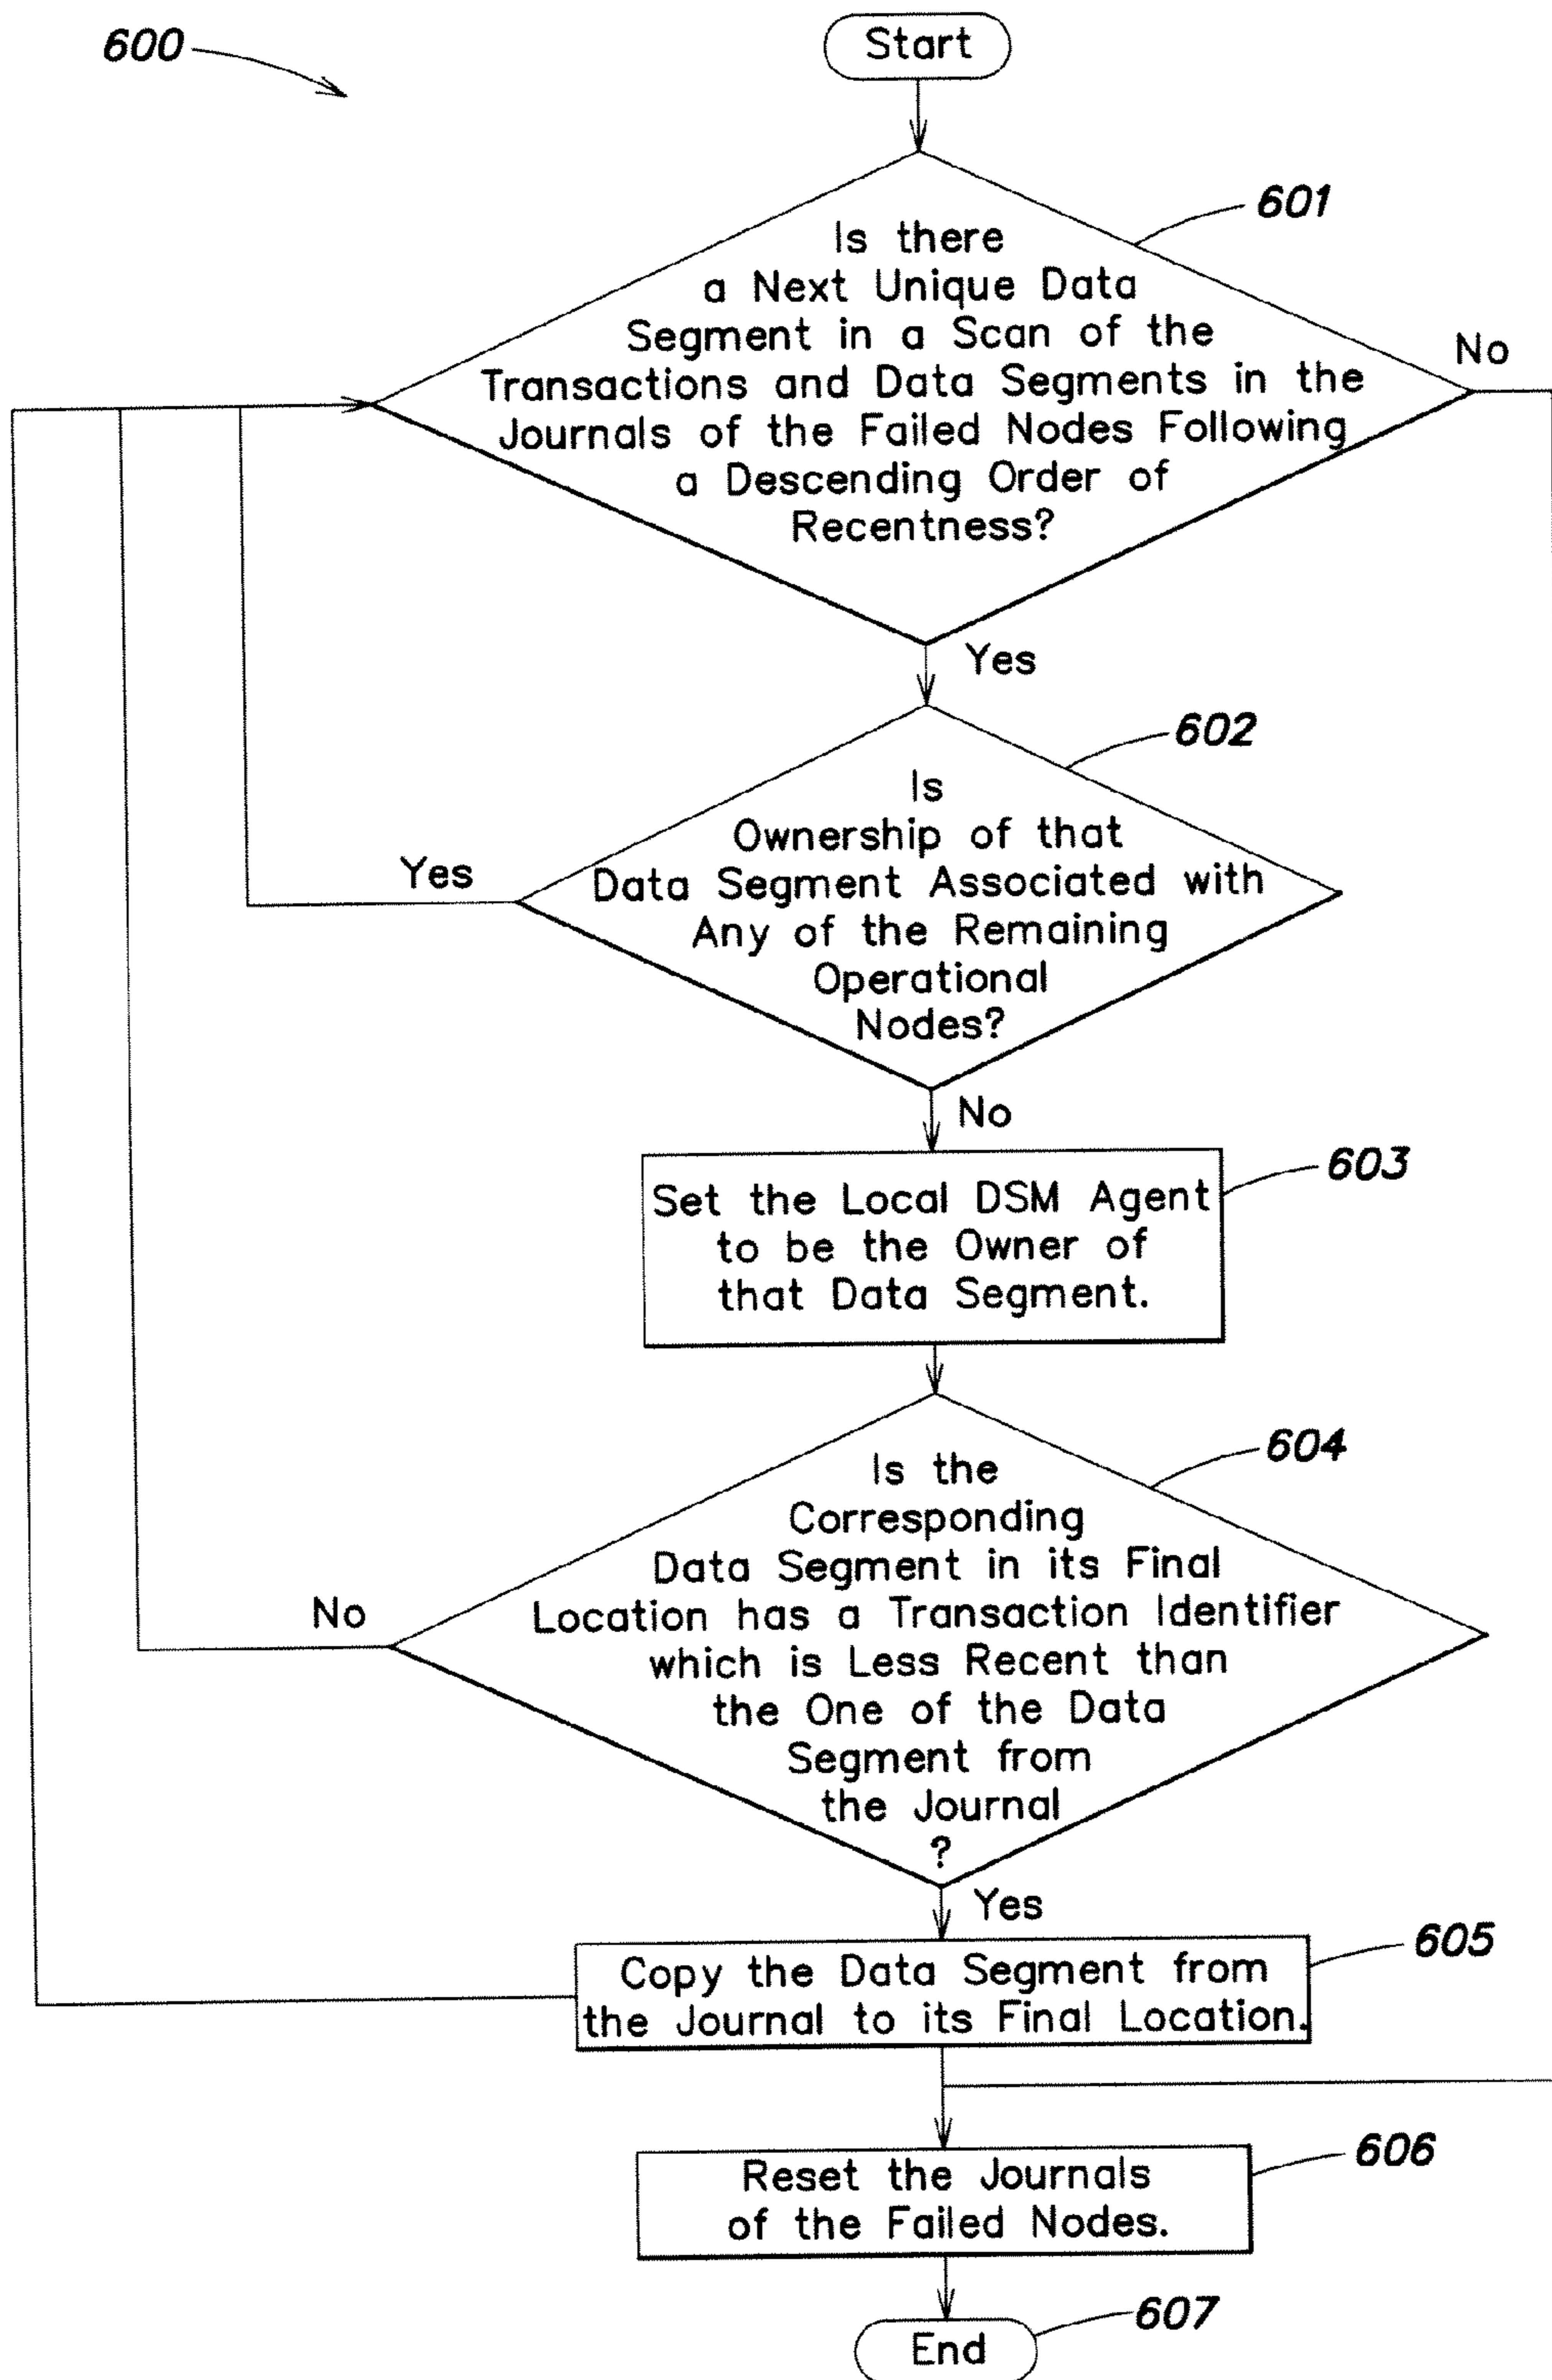 600
Start
601
Is there
a Next Unique Data
Segment in a Scan of the
Transactions and Data Segments in the
Journals of the Failed Nodes Following
a Descending Order of
Recentness?
No
Yes
602
Is
Ownership of that
Data Segment Associated with
Any of the Remaining
Operational
Nodes?
Yes
No
603
Set the Local DSM Agent
to be the Owner of
that Data Segment.
604
Is the
Corresponding
Data Segment in its Final
Location has a Transaction Identifier
which is Less Recent than
the One of the Data
Segment from
the Journal
?
No
Yes
605
Copy the Data Segment from
the Journal to its Final Location.
606
Reset the Journals
of the Failed Nodes.
607
End